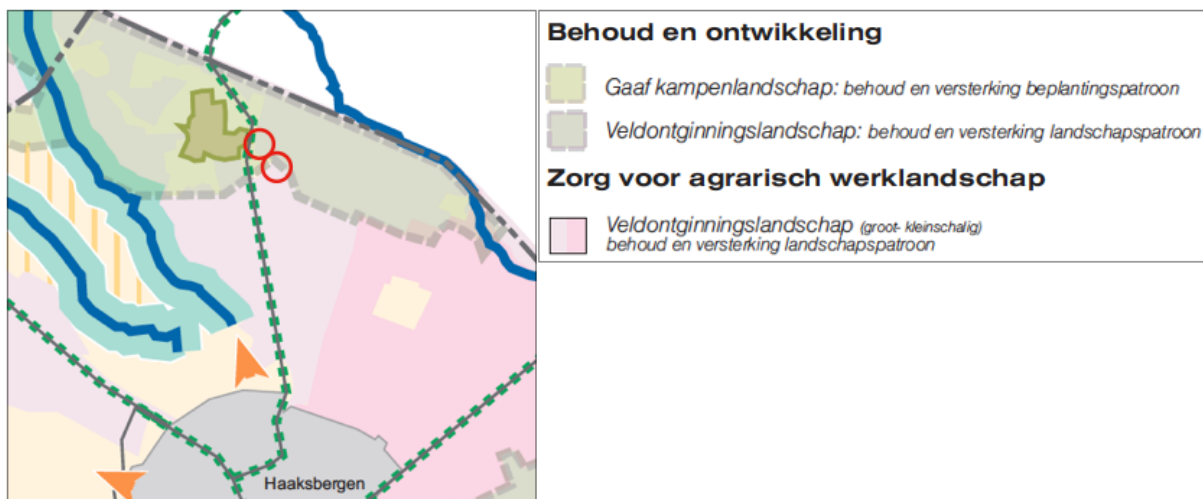 Behoud en ontwikkeling
Gaaf kampenlandschap: behoud en versterking beplantingspatroon
Veldontginningslandschap: behoud en versterking landschapspatroon
Zorg voor agrarisch werklandschap
Veldontginningslandschap (groot- kleinschalig)
behoud en versterking landschapspatroon
Haaksbergen